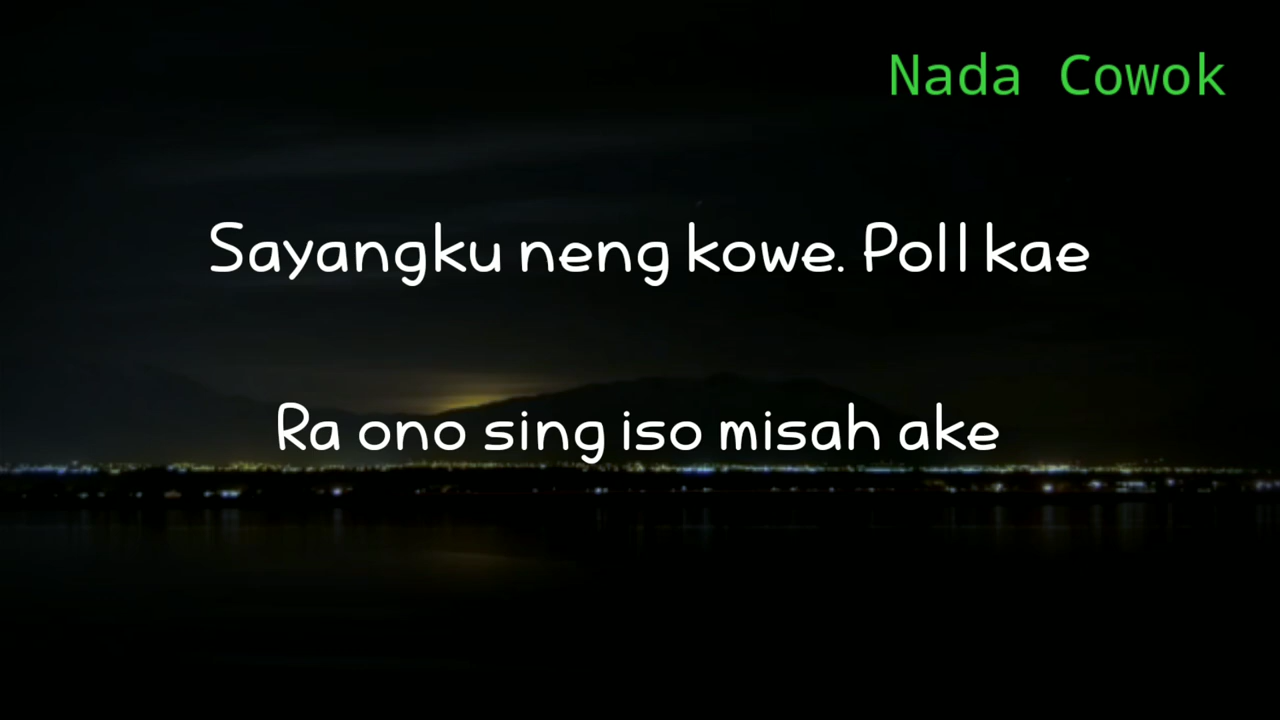 Nada Cowok
Sayangku neng kowe. Poll kae
Ra ono sing iso misah ake